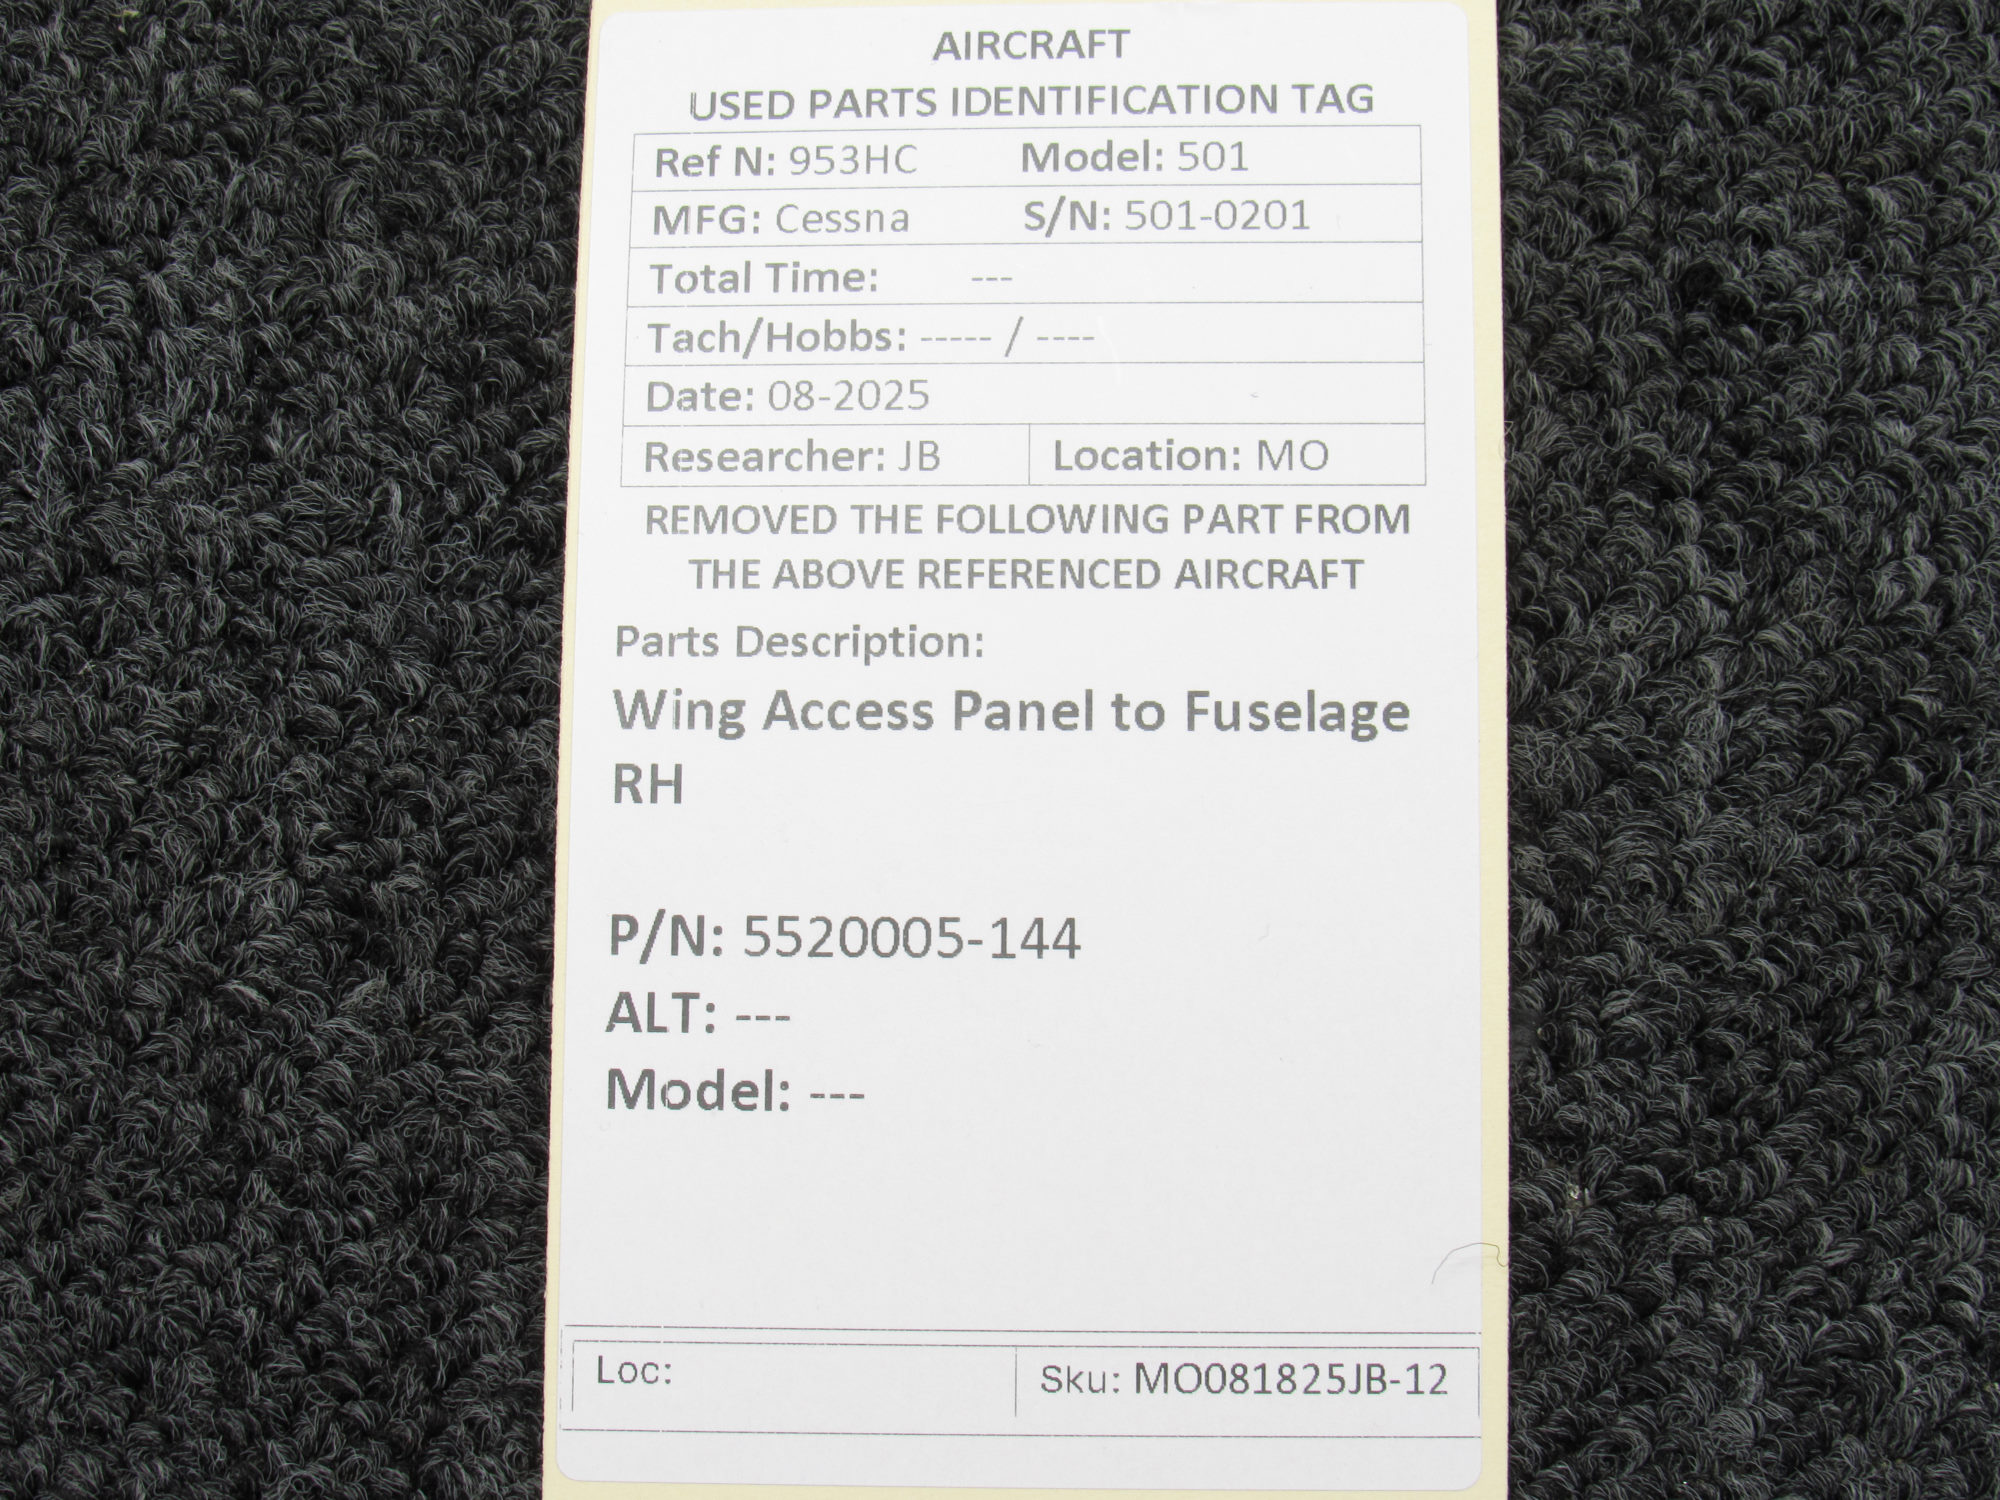 AIRCRAFT
USED PARTS IDENTIFICATION TAG
Ref N: 953HC Model: 501
MFG: Cessna S/N: 501-0201
Total Time: ---
Tach/Hobbs: ----- / ----
Date: 08-2025
Researcher: JB Location: MO
REMOVED THE FOLLOWING PART FROM
THE ABOVE REFERENCED AIRCRAFT
Parts Description:
Wing Access Panel to Fuselage
RH
P/N: 5520005-144
ALT: ---
Model: ---
Loc: Sku: MO081825JB-12